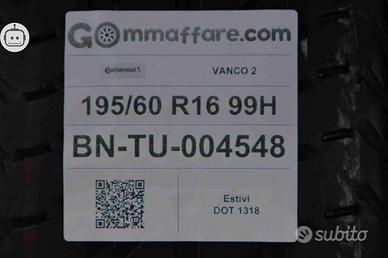 GOmmaffare.com
Continental
VANCO 2
195/60 R16 99H
BN-TU-004548
Estivi
DOT 1318
subito